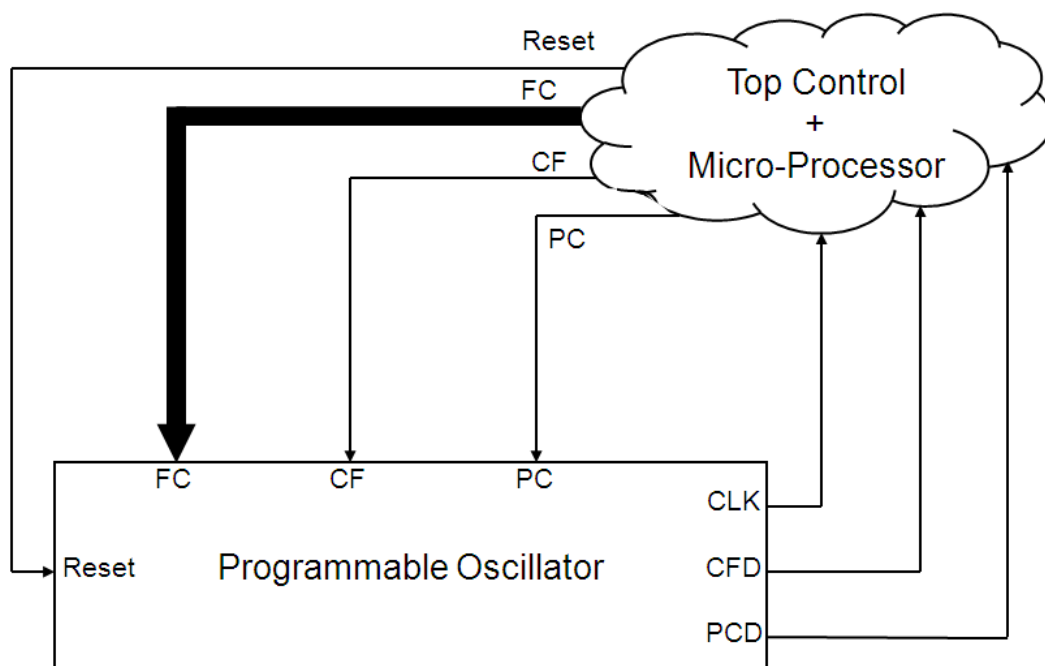 Reset
FC
CF
PC
Top Control
+
Micro-Processor
FC CF PC
Reset
Programmable Oscillator
CLK
CFD
PCD